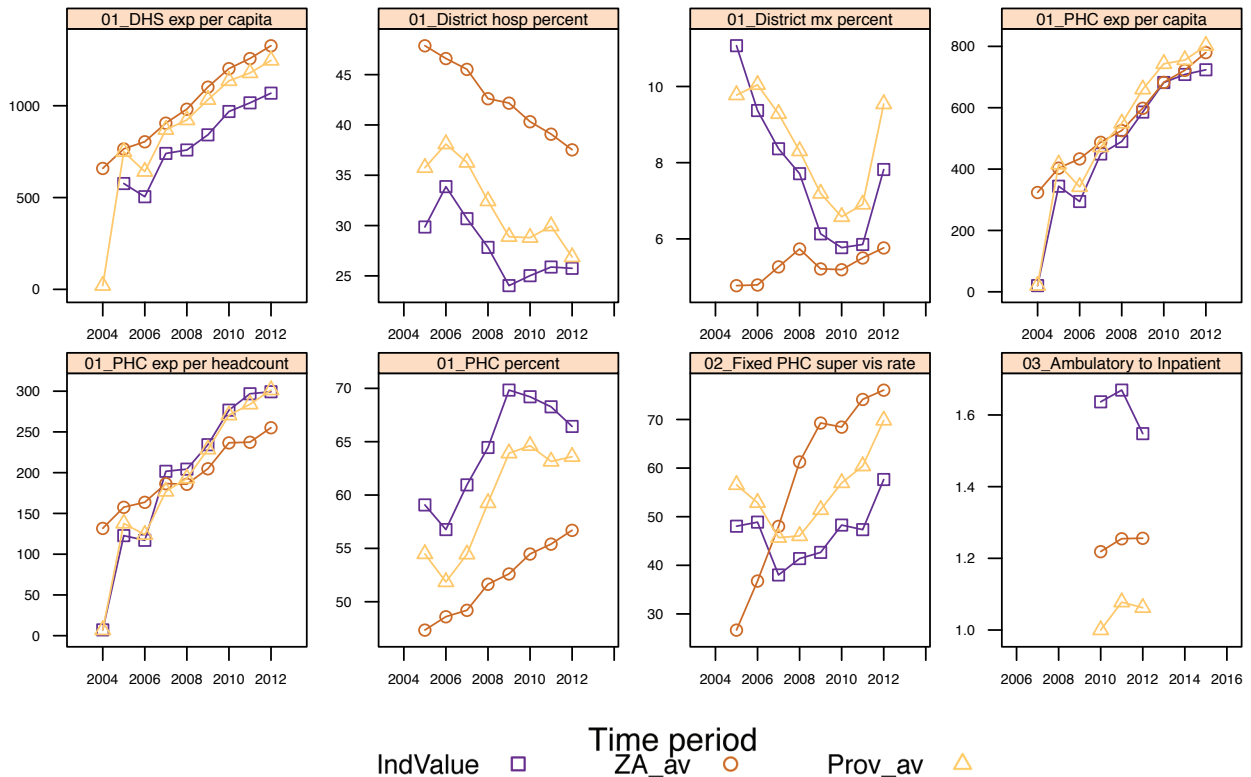 01_DHS exp per capita
01_District hosp percent
01_District mx percent
01_PHC exp per capita
1000
500
0
45
40
35
30
25
10
8
6
800
600
400
200
0
2004 2006 2008 2010 2012
2004 2006 2008 2010 2012
2004 2006 2008 2010 2012
2004 2006 2008 2010 2012
01_PHC exp per headcount
01_PHC percent
02_Fixed PHC super vis rate
03_Ambulatory to Inpatient
300
250
200
150
100
50
0
70
65
60
55
50
70
60
50
40
30
1.6
1.4
1.2
1.0
2004 2006 2008 2010 2012
2004 2006 2008 2010 2012
2004 2006 2008 2010 2012
2006 2008 2010 2012 2014 2016
Time period
IndValue ZA_av Prov_av